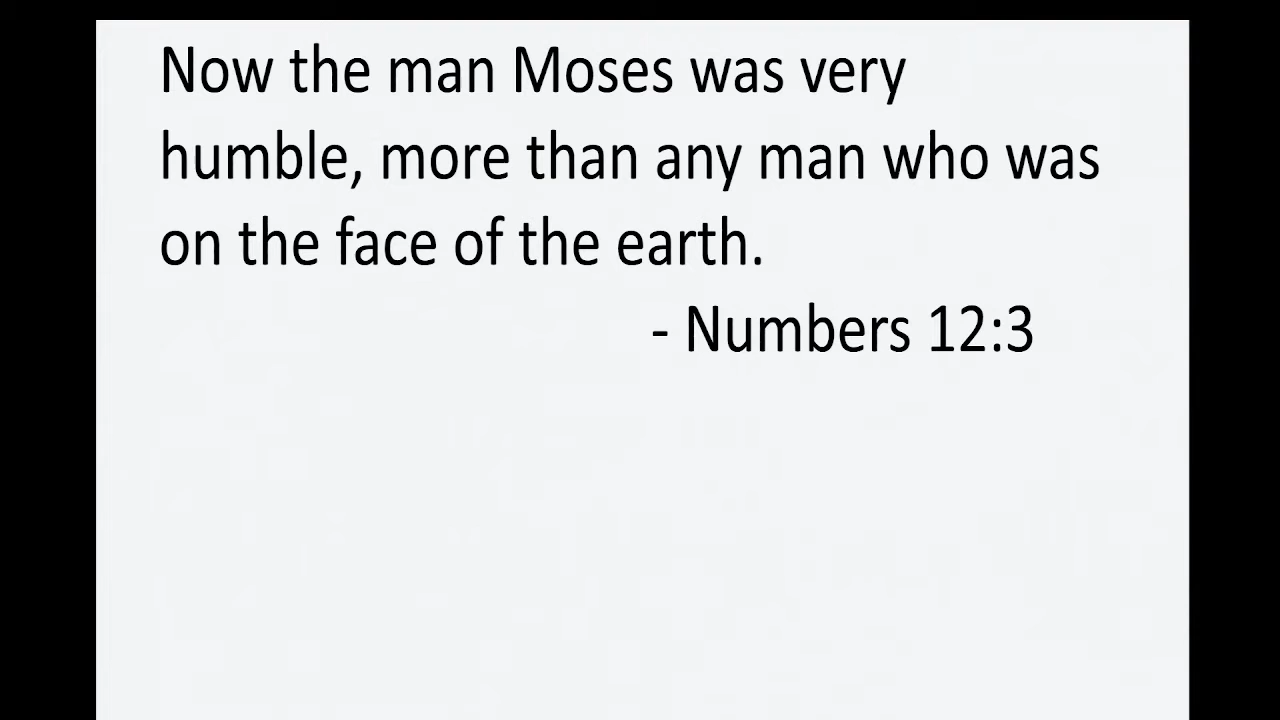 Now the man Moses was very
humble, more than any man who was
on the face of the earth.
- Numbers 12:3